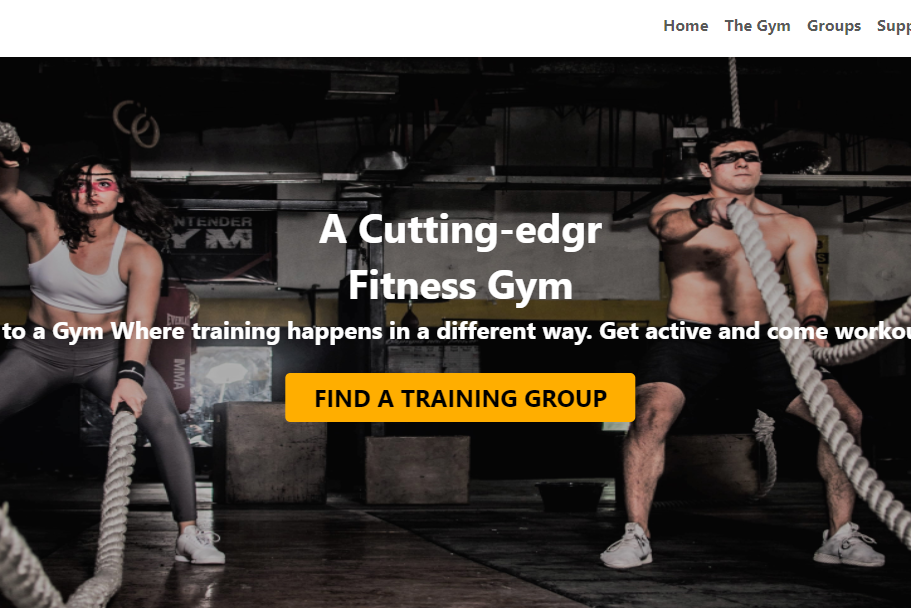 Home The Gym Groups Supp
NTENDER
YM
A Cutting-edgr
Fitness Gym
to a Gym Where training happens in a different way. Get active and come workou
EVERLA
MMA
FIND A TRAINING GROUP